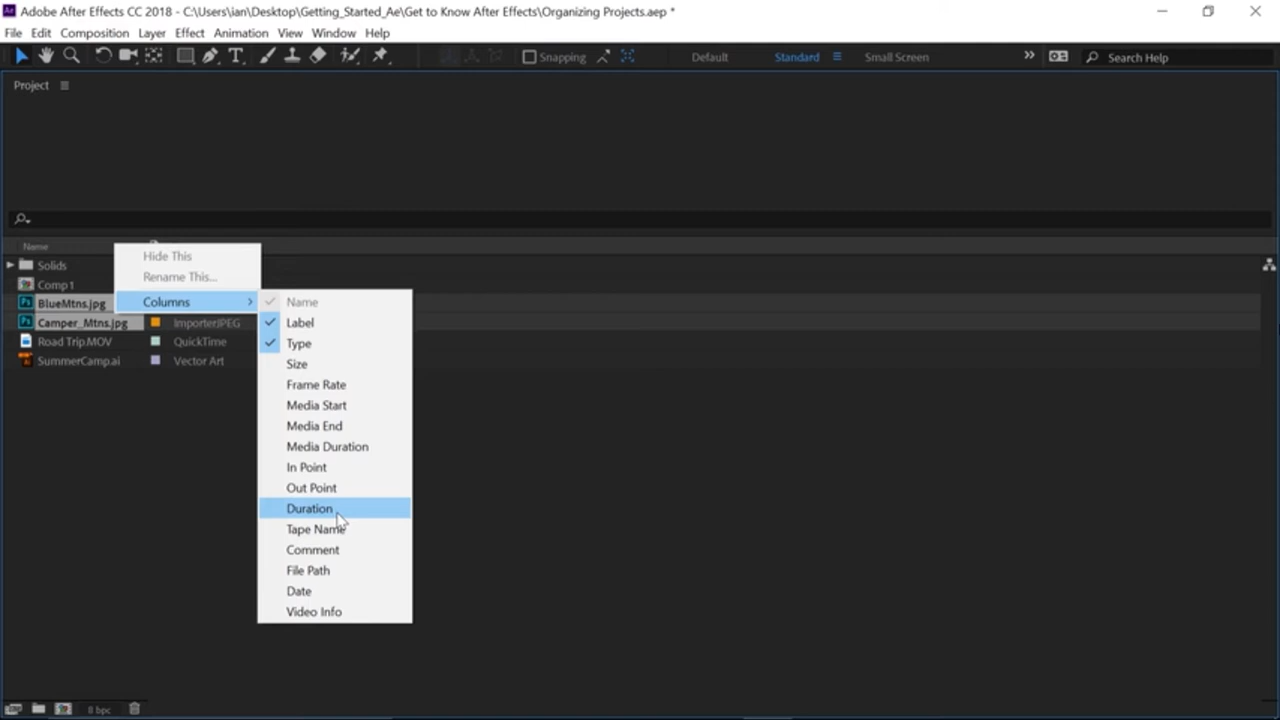 Adobe After Effects CC 2018 - C:\Users\ian\Desktop\Getting_Started_Ae\Get to Know After Effects\Organizing Projects.aep *
File Edit Composition Layer Effect Animation View Window Help
Snapping Default Standard Small Screen Search Help
Project
Name
Solids
Comp 1
BlueMtns.jpg
Camper_Mtns.jpg ImporterJPEG
Road Trip.MOV QuickTime
SummerCamp.ai Vector Art
Hide This
Rename This...
Columns
Name
Label
Type
Size
Frame Rate
Media Start
Media End
Media Duration
In Point
Out Point
Duration
Tape Name
Comment
File Path
Date
Video Info
8 bpc